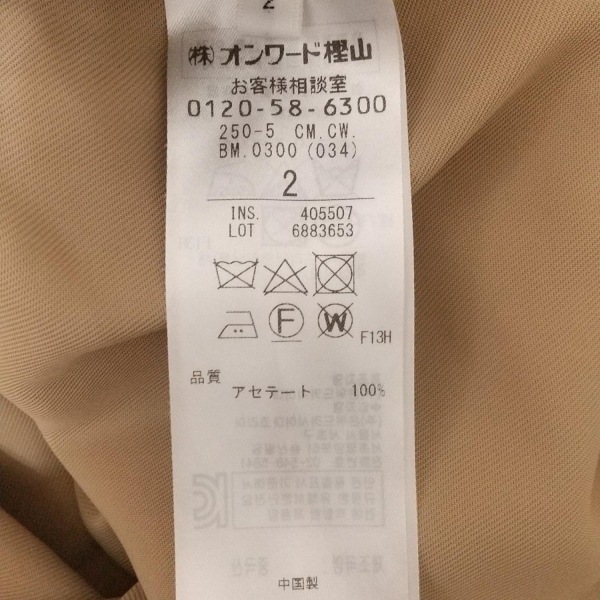 2
(株)オンワード樫山
お客様相談室
0120-58-6300
250-5 CM.CW.
BM.0300 (034)
2
INS. 405507
LOT 6883653
F W F13H
品質
アセテート 100%
中国製